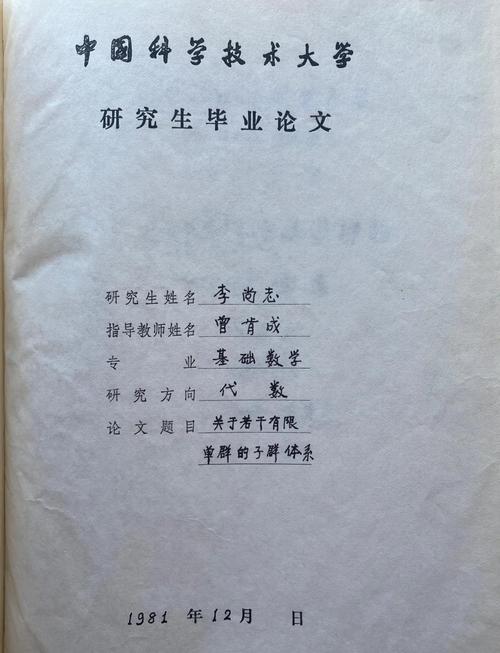 中国科学技术大学
研究生毕业论文
研究生姓名 李尚志
指导教师姓名 曾肯成
专业 基础数学
研究方向 代数
论文题目 关于若干有限
单群的子群体系
1981 年 12 月 日